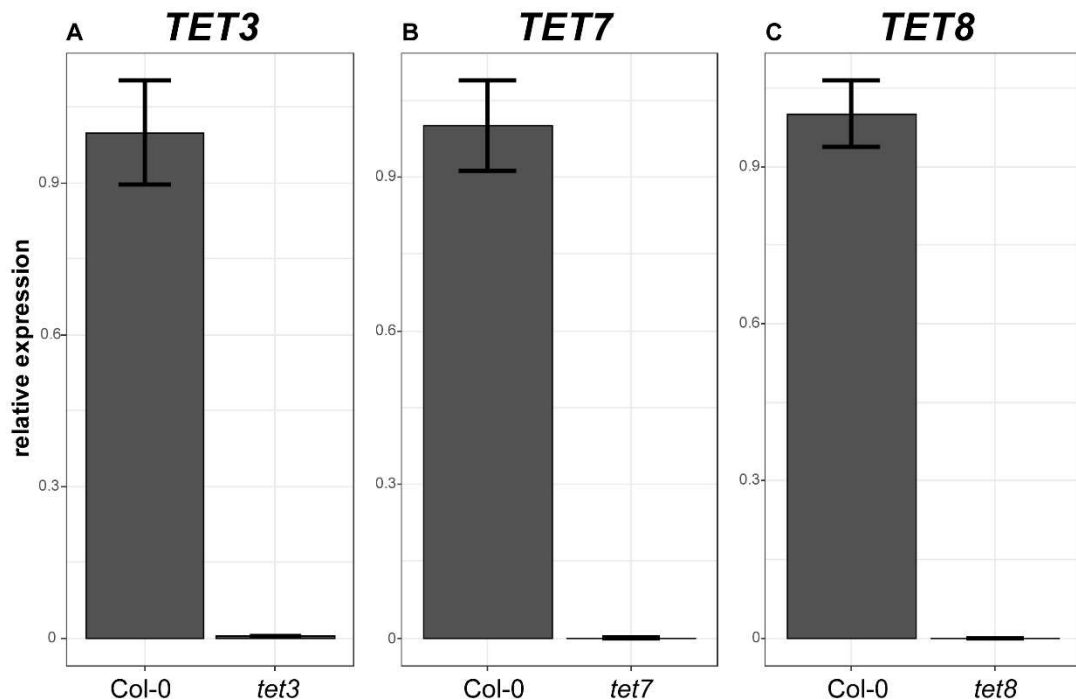 A TET3
B TET7
C TET8
relative expression
0.9
0.6
0.3
0
Col-0 tet3
0.9
0.6
0.3
0
Col-0 tet7
0.9
0.6
0.3
0
Col-0 tet8